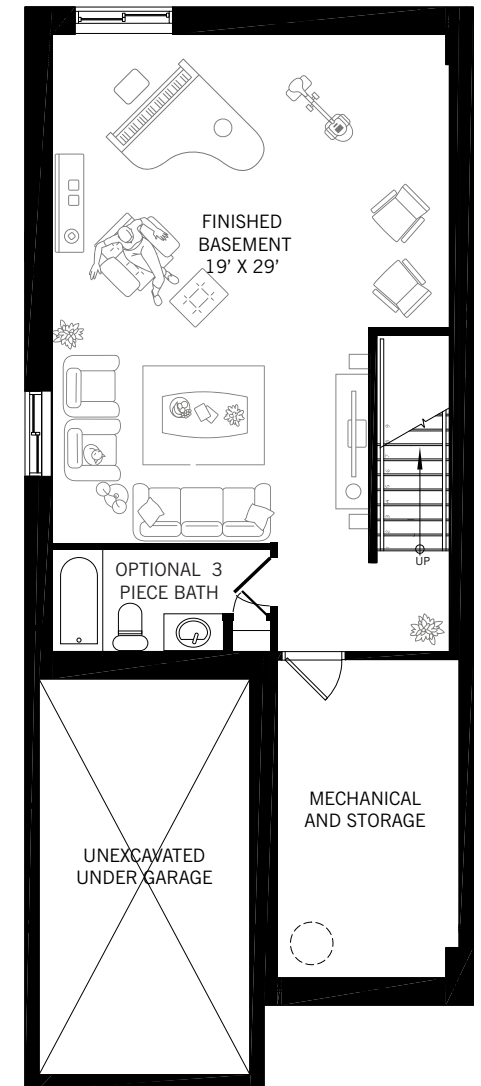 FINISHED
BASEMENT
19' X 29'
UP
OPTIONAL 3
PIECE BATH
MECHANICAL
AND STORAGE
UNEXCAVATED
UNDER GARAGE